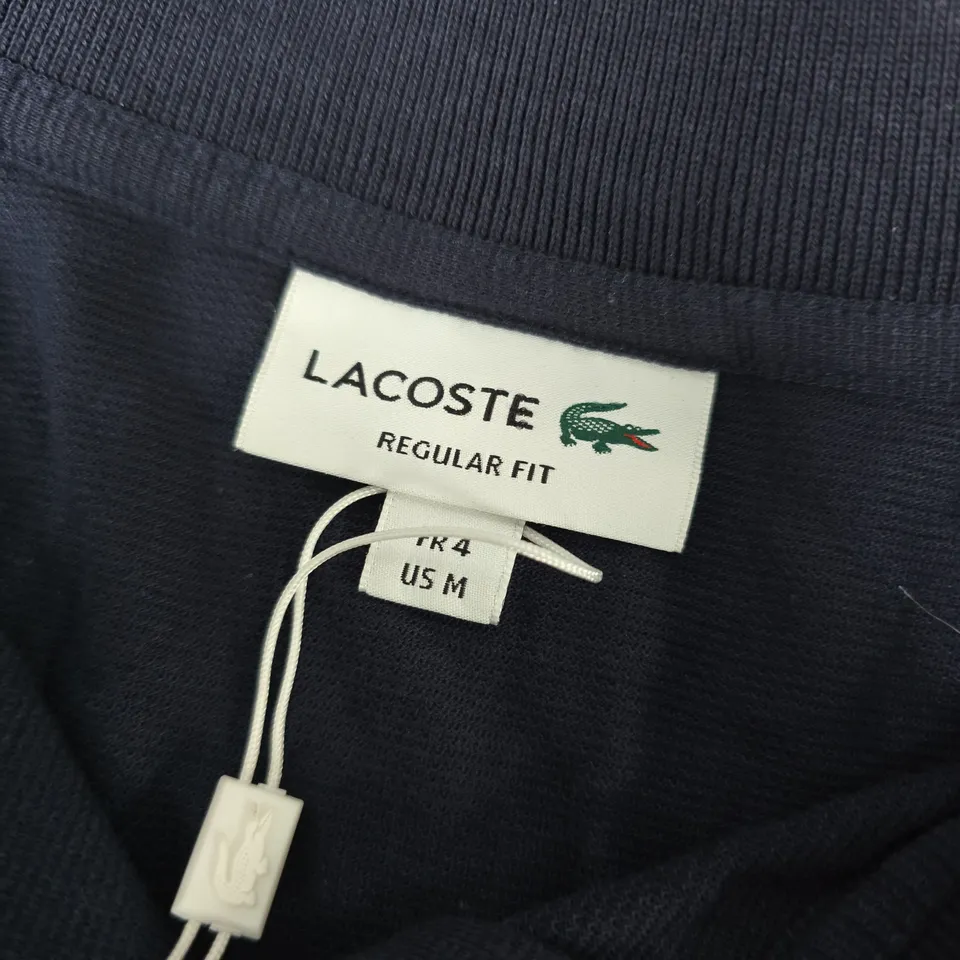 LACOSTE
REGULAR FIT
FR 4
US M